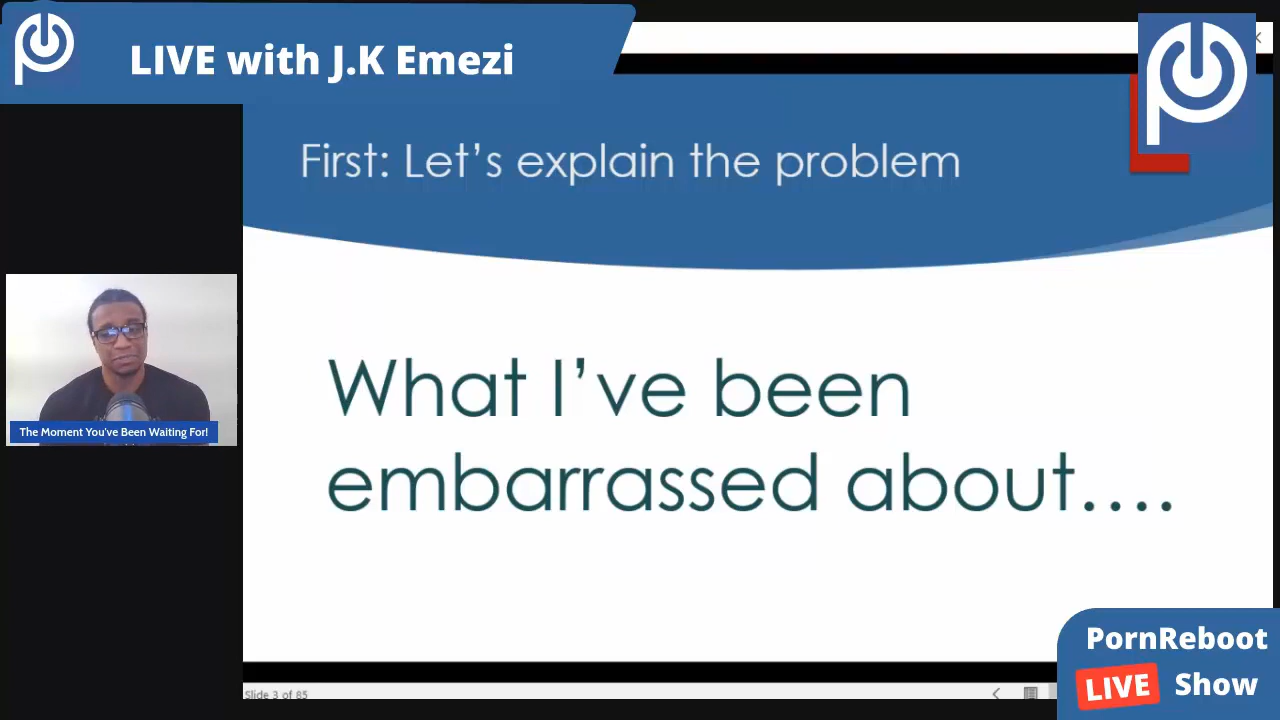 LIVE with J.K Emezi
First: Let's explain the problem
What I've been
embarrassed about....
The Moment You've Been Waiting For!
PornReboot
LIVE Show
Slide 3 of 85